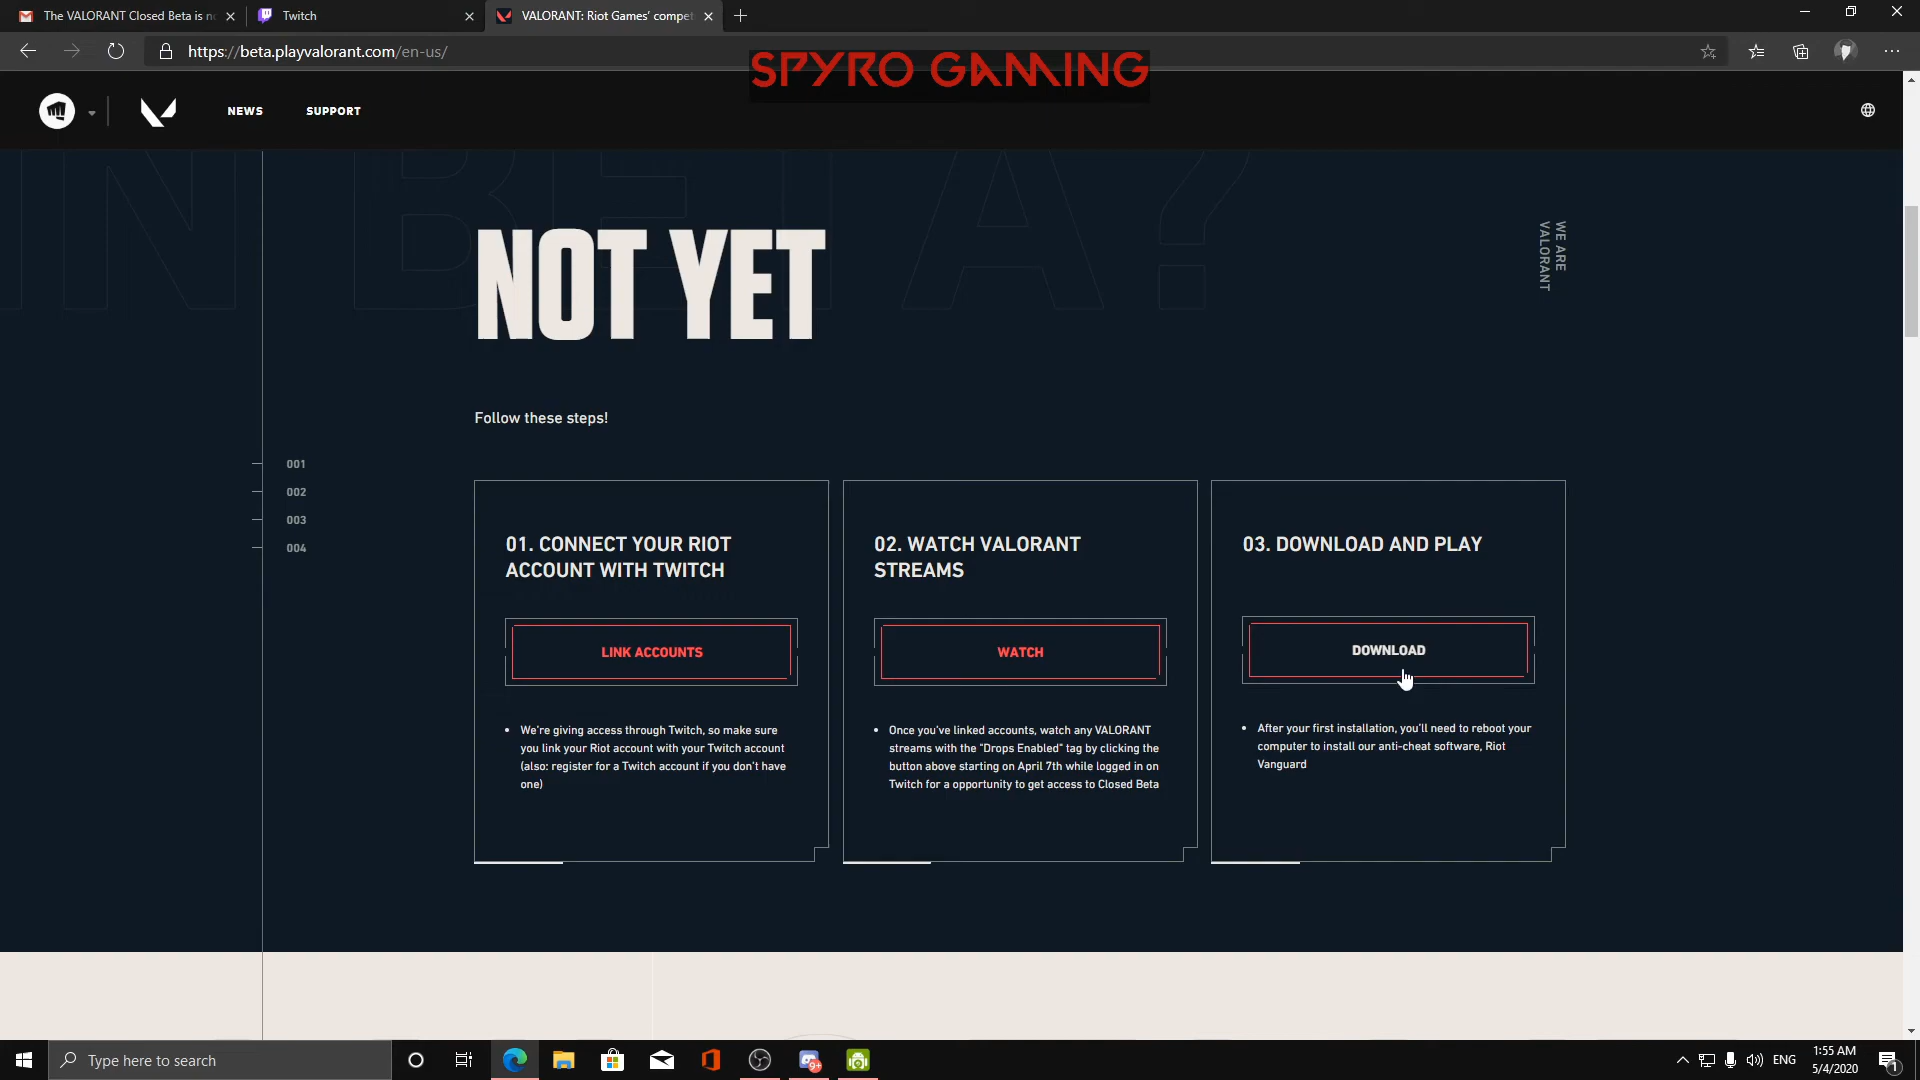 The VALORANT Closed Beta is n
Twitch
VALORANT: Riot Games' compet
https://beta.playvalorant.com/en-us/
SPYRO GAMING
NEWS
SUPPORT
IN BETA?
NOT YET
WE ARE
VALORANT
Follow these steps!
001
002
003
004
01. CONNECT YOUR RIOT
ACCOUNT WITH TWITCH
LINK ACCOUNTS
• We're giving access through Twitch, so make sure
you link your Riot account with your Twitch account
(also: register for a Twitch account if you don't have
one)
02. WATCH VALORANT
STREAMS
WATCH
• Once you've linked accounts, watch any VALORANT
streams with the "Drops Enabled" tag by clicking the
button above starting on April 7th while logged in on
Twitch for a opportunity to get access to Closed Beta
03. DOWNLOAD AND PLAY
DOWNLOAD
• After your first installation, you'll need to reboot your
computer to install our anti-cheat software, Riot
Vanguard
Type here to search
9+
ENG
1:55 AM
5/4/2020
1